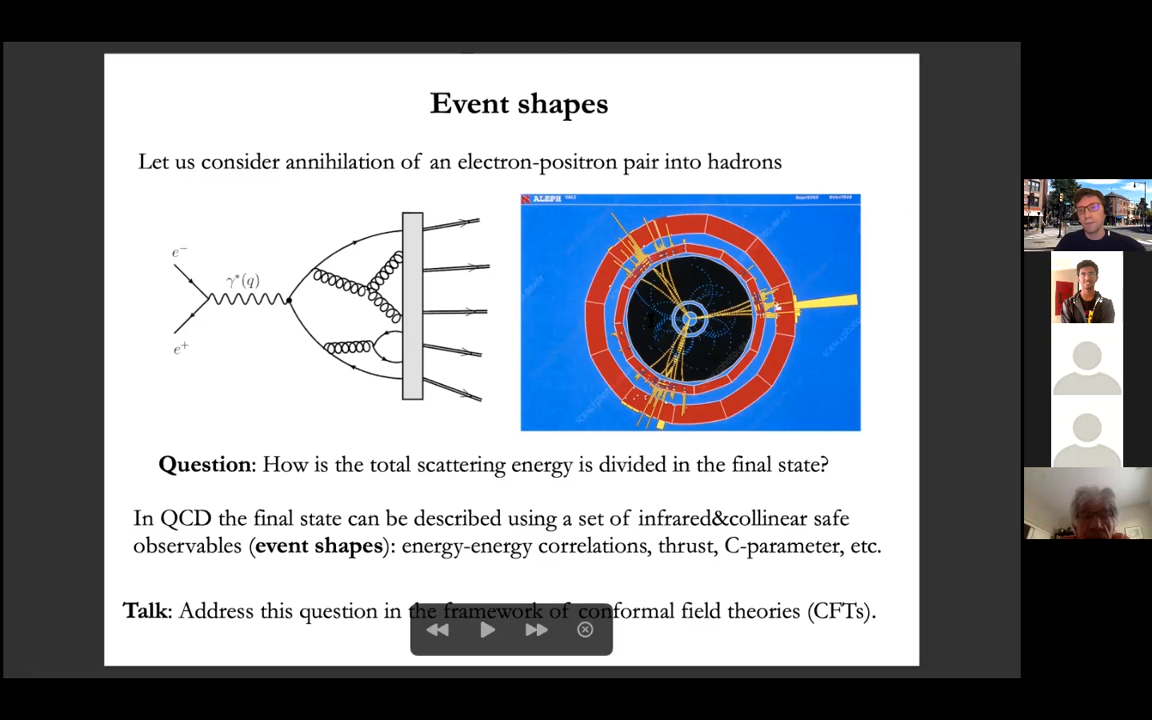 Event shapes
Let us consider annihilation of an electron-positron pair into hadrons
e⁻
γ*(q)
e⁺
ALEPH
Question: How is the total scattering energy is divided in the final state?
In QCD the final state can be described using a set of infrared&collinear safe
observables (event shapes): energy-energy correlations, thrust, C-parameter, etc.
Talk: Address this question in the framework of conformal field theories (CFTs).